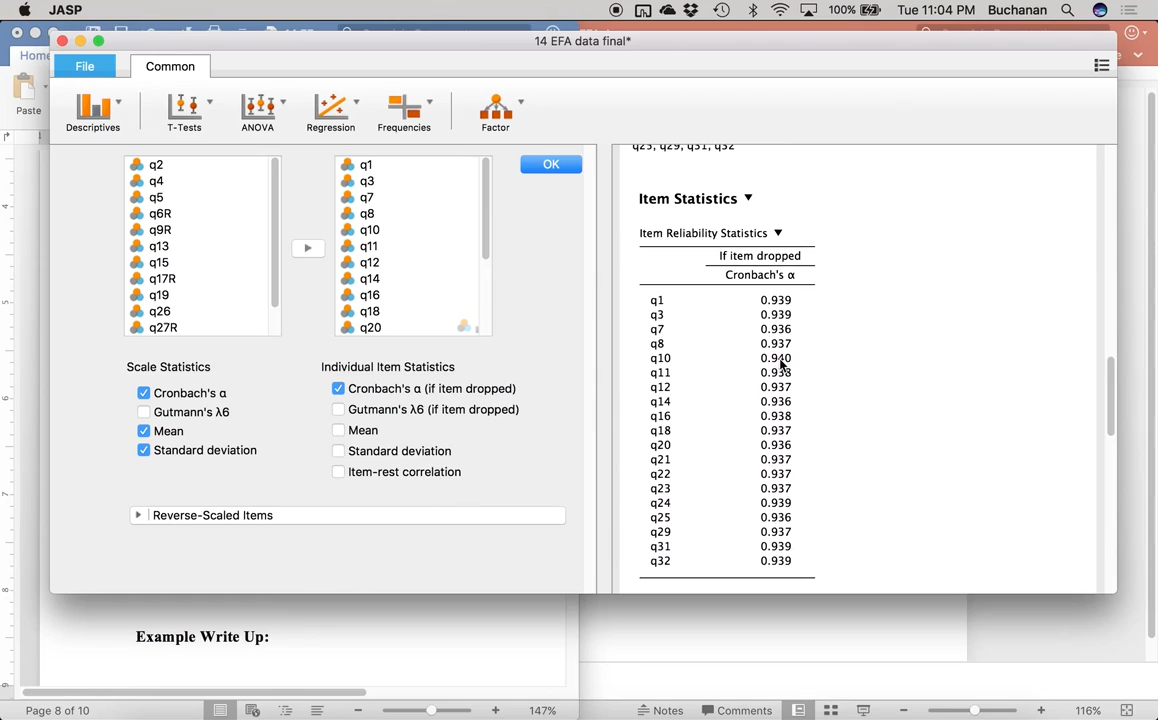 JASP
100%
Tue 11:04 PM
Buchanan
14 EFA data final*
Home
Paste
File
Common
Descriptives
T-Tests
ANOVA
Regression
Frequencies
Factor
q2
q4
q5
q6R
q9R
q13
q15
q17R
q19
q26
q27R
q1
q3
q7
q8
q10
q11
q12
q14
q16
q18
q20
OK
Scale Statistics
Cronbach's α
Gutmann's λ6
Mean
Standard deviation
Individual Item Statistics
Cronbach's α (if item dropped)
Gutmann's λ6 (if item dropped)
Mean
Standard deviation
Item-rest correlation
Reverse-Scaled Items
q25, q29, q31, q32
Item Statistics
Item Reliability Statistics
If item dropped
Cronbach's α
q1 0.939
q3 0.939
q7 0.936
q8 0.937
q10 0.940
q11 0.938
q12 0.937
q14 0.936
q16 0.938
q18 0.937
q20 0.936
q21 0.937
q22 0.937
q23 0.937
q24 0.939
q25 0.936
q29 0.937
q31 0.939
q32 0.939
Example Write Up:
Page 8 of 10
147%
Notes
Comments
116%